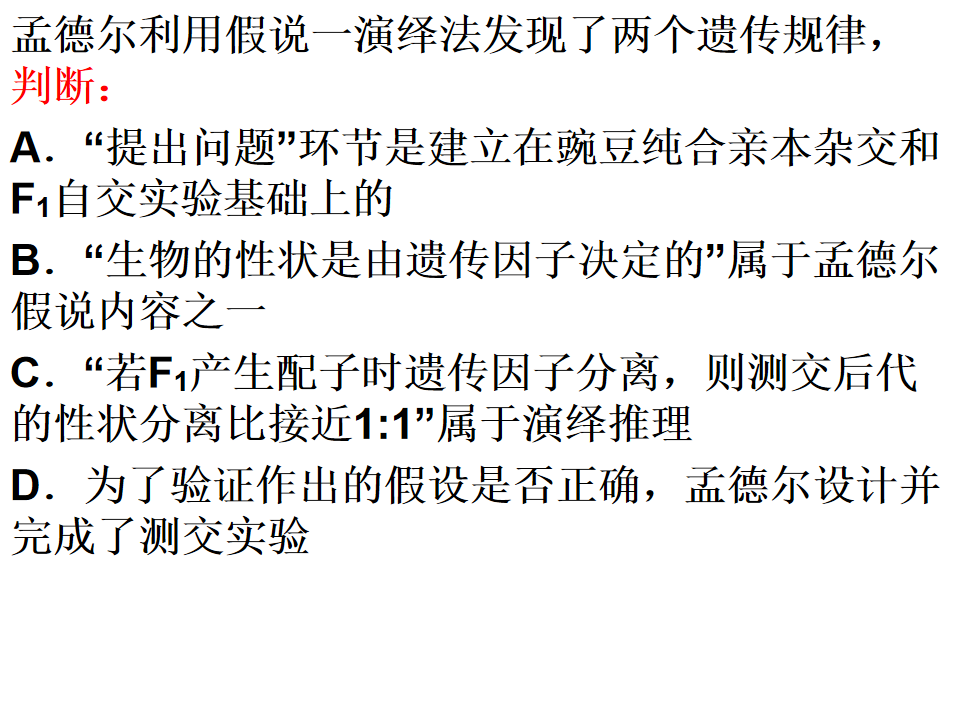 孟德尔利用假说一演绎法发现了两个遗传规律，
判断：
A．“提出问题”环节是建立在豌豆纯合亲本杂交和
F₁自交实验基础上的
B．“生物的性状是由遗传因子决定的”属于孟德尔
假说内容之一
C．“若F₁产生配子时遗传因子分离，则测交后代
的性状分离比接近1:1”属于演绎推理
D．为了验证作出的假设是否正确，孟德尔设计并
完成了测交实验